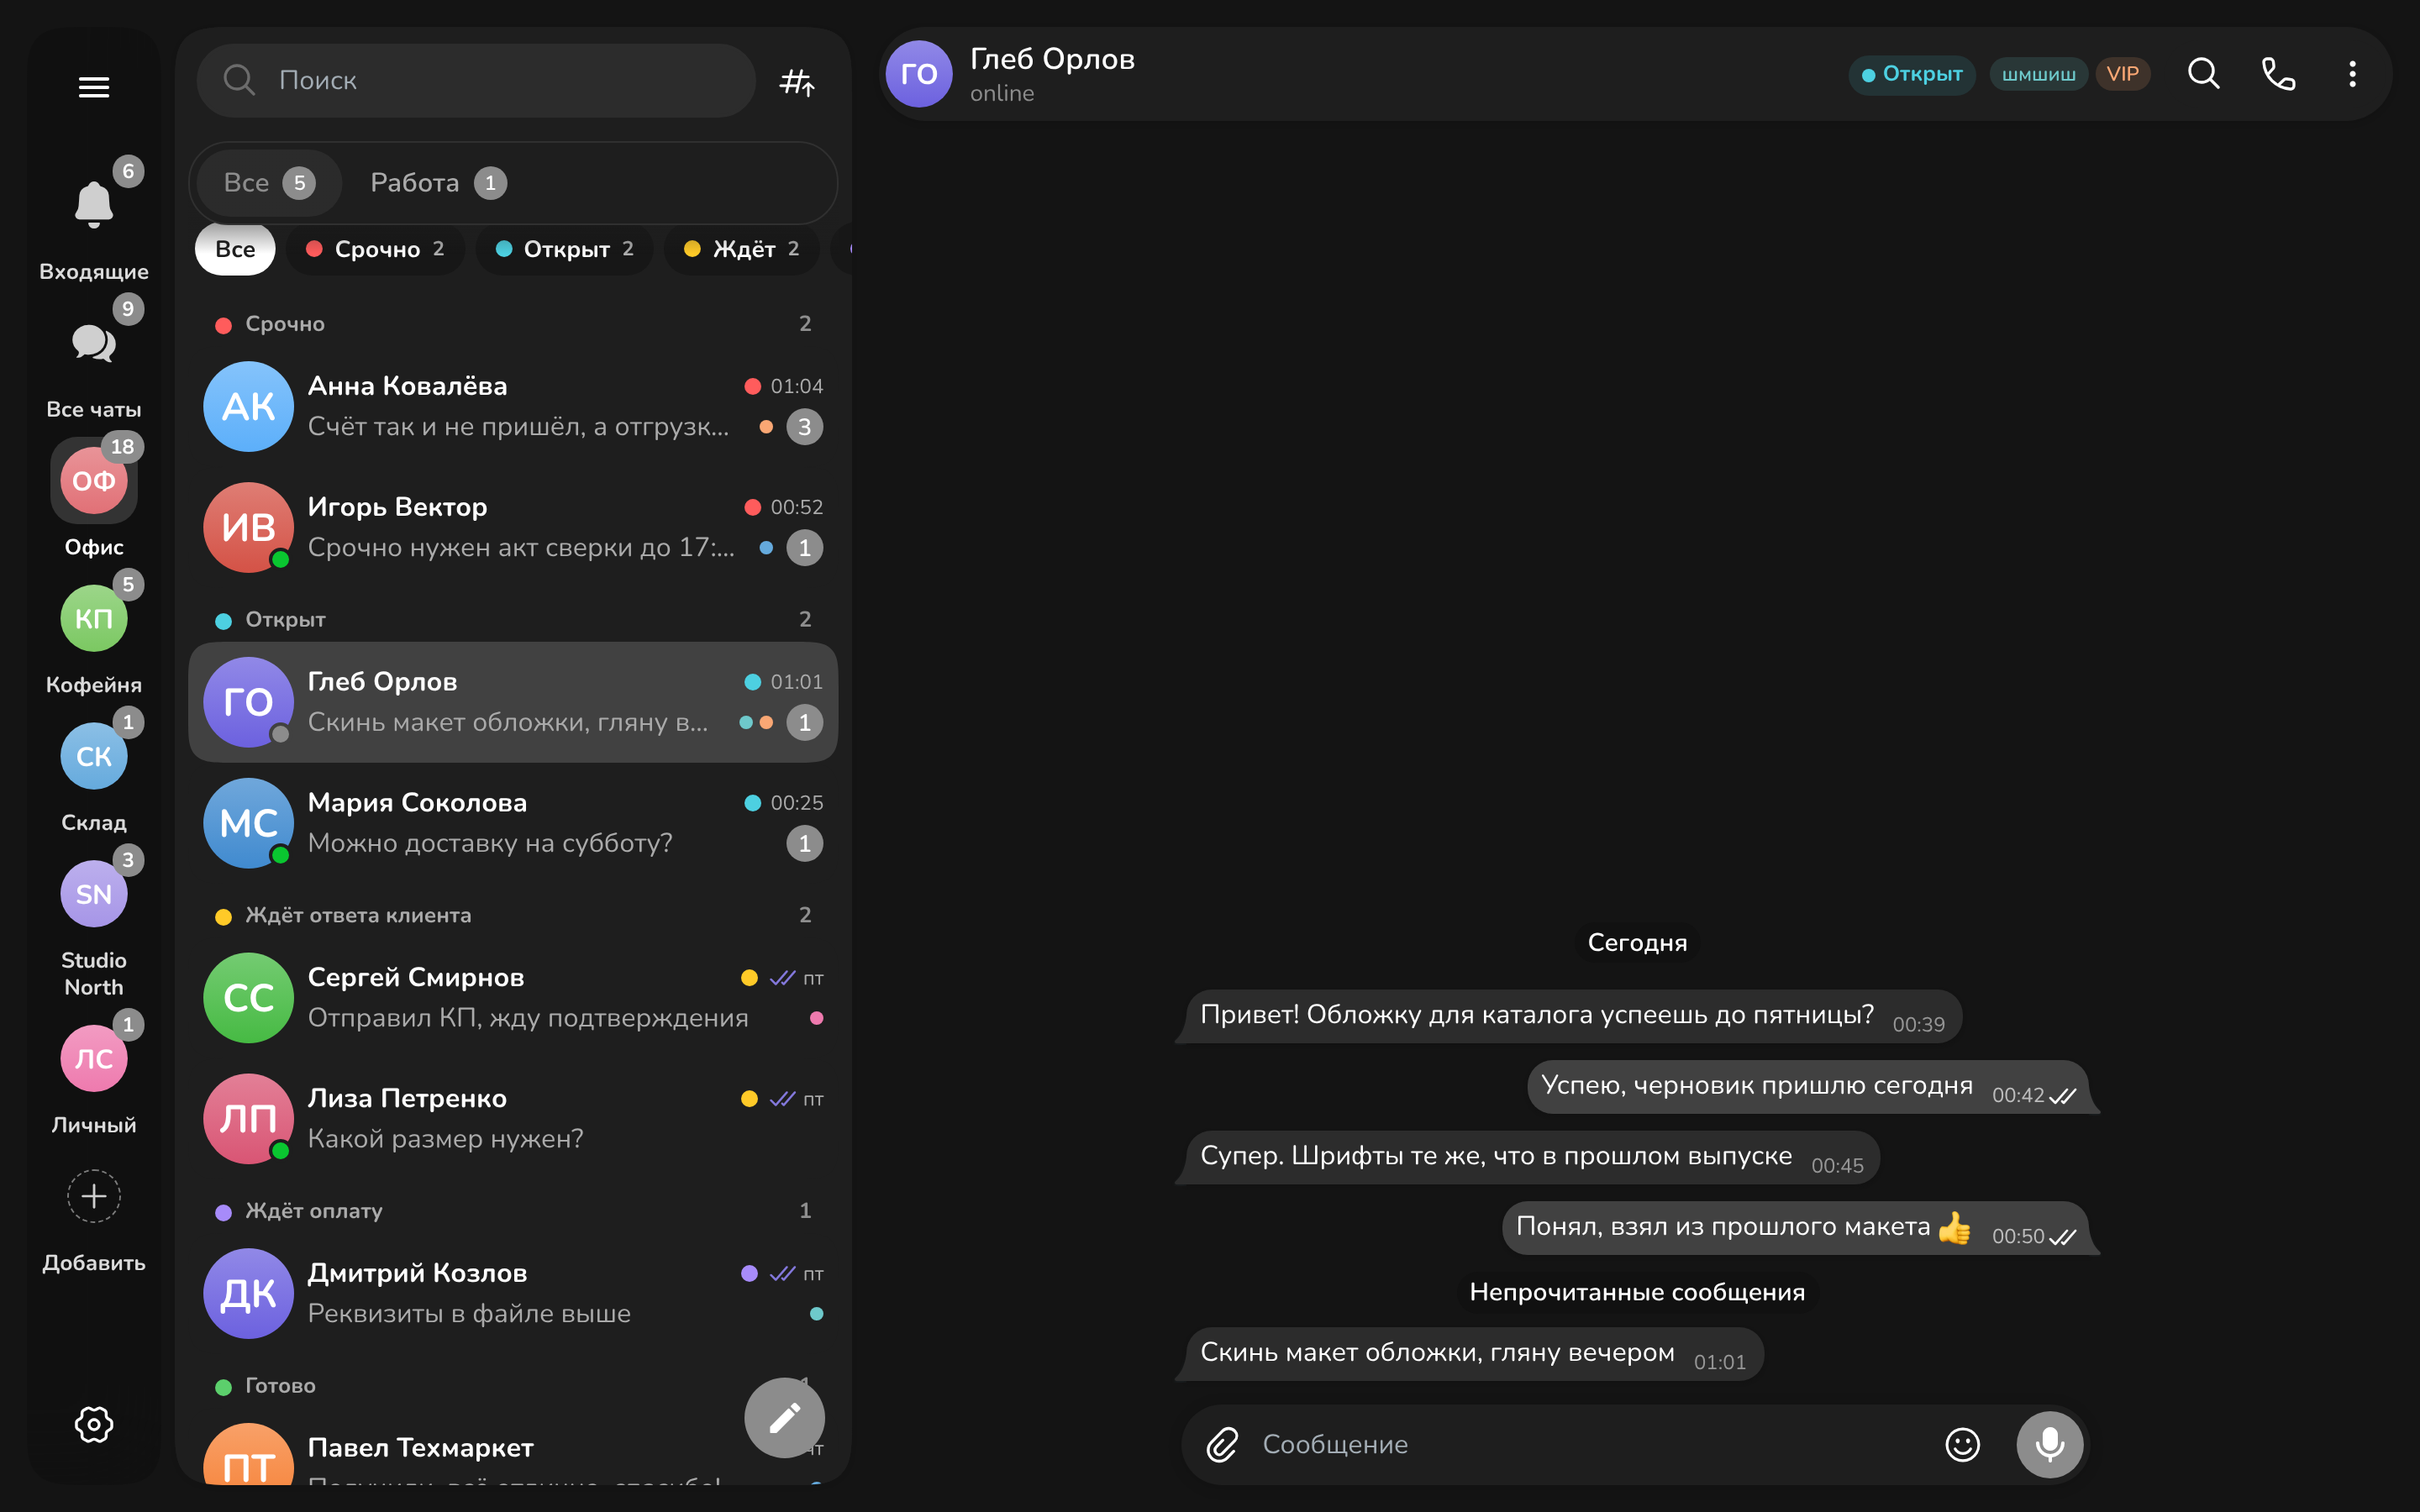 6
Входящие
9
Все чаты
18
ОФ
Офис
5
КП
Кофейня
1
СК
Склад
3
SN
Studio
North
1
ЛС
Личный
Добавить
Поиск
Все 5 Работа 1
Все Срочно 2 Открыт 2 Ждёт 2
Срочно 2
АК Анна Ковалёва 01:04
Счёт так и не пришёл, а отгрузк... 3
ИВ Игорь Вектор 00:52
Срочно нужен акт сверки до 17:... 1
Открыт 2
ГО Глеб Орлов 01:01
Скинь макет обложки, гляну в... 1
МС Мария Соколова 00:25
Можно доставку на субботу? 1
Ждёт ответа клиента 2
СС Сергей Смирнов пт
Отправил КП, жду подтверждения
ЛП Лиза Петренко пт
Какой размер нужен?
Ждёт оплату 1
ДК Дмитрий Козлов пт
Реквизиты в файле выше
Готово
ПТ Павел Техмаркет
ГО Глеб Орлов
online
Открыт шмшиш VIP
Сегодня
Привет! Обложку для каталога успеешь до пятницы? 00:39
Успею, черновик пришлю сегодня 00:42
Супер. Шрифты те же, что в прошлом выпуске 00:45
Понял, взял из прошлого макета 👍 00:50
Непрочитанные сообщения
Скинь макет обложки, гляну вечером 01:01
Сообщение